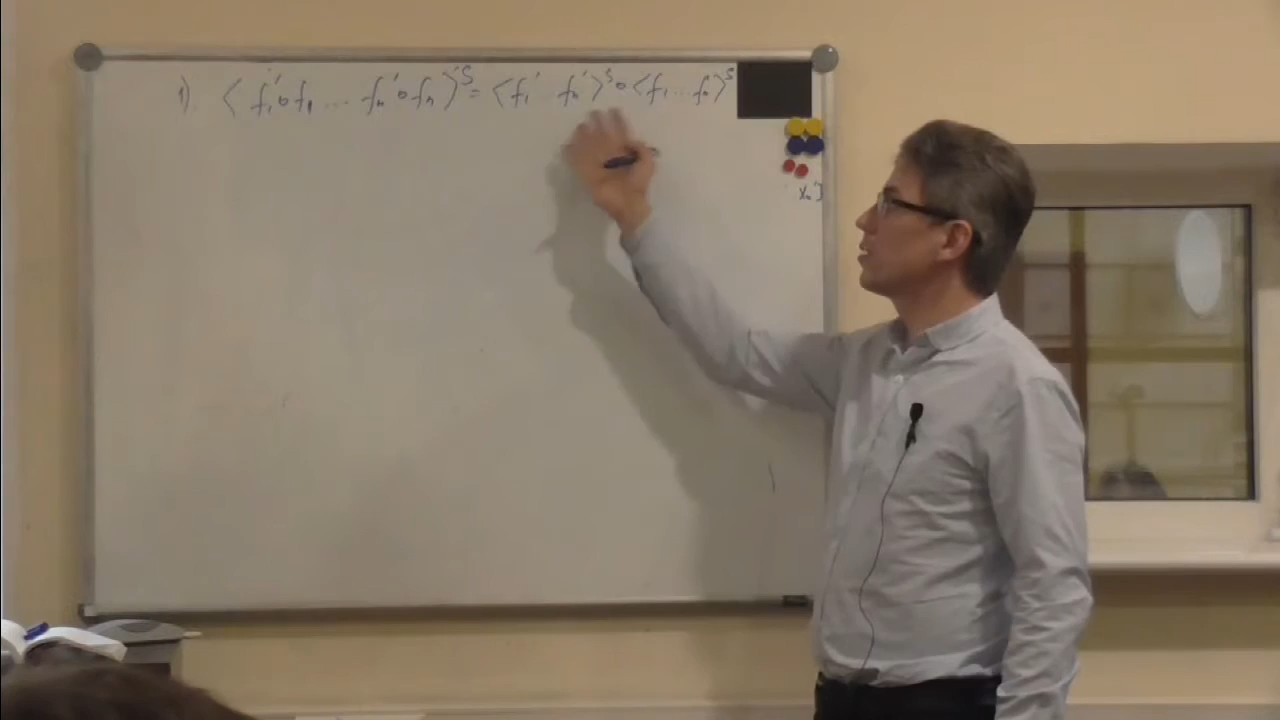 1). ⟨ f₁'∘f₁ ... fₙ'∘fₙ ⟩ˢ = ⟨f₁' ... fₙ'⟩ˢ ∘ ⟨f₁ ... fₙ⟩ˢ